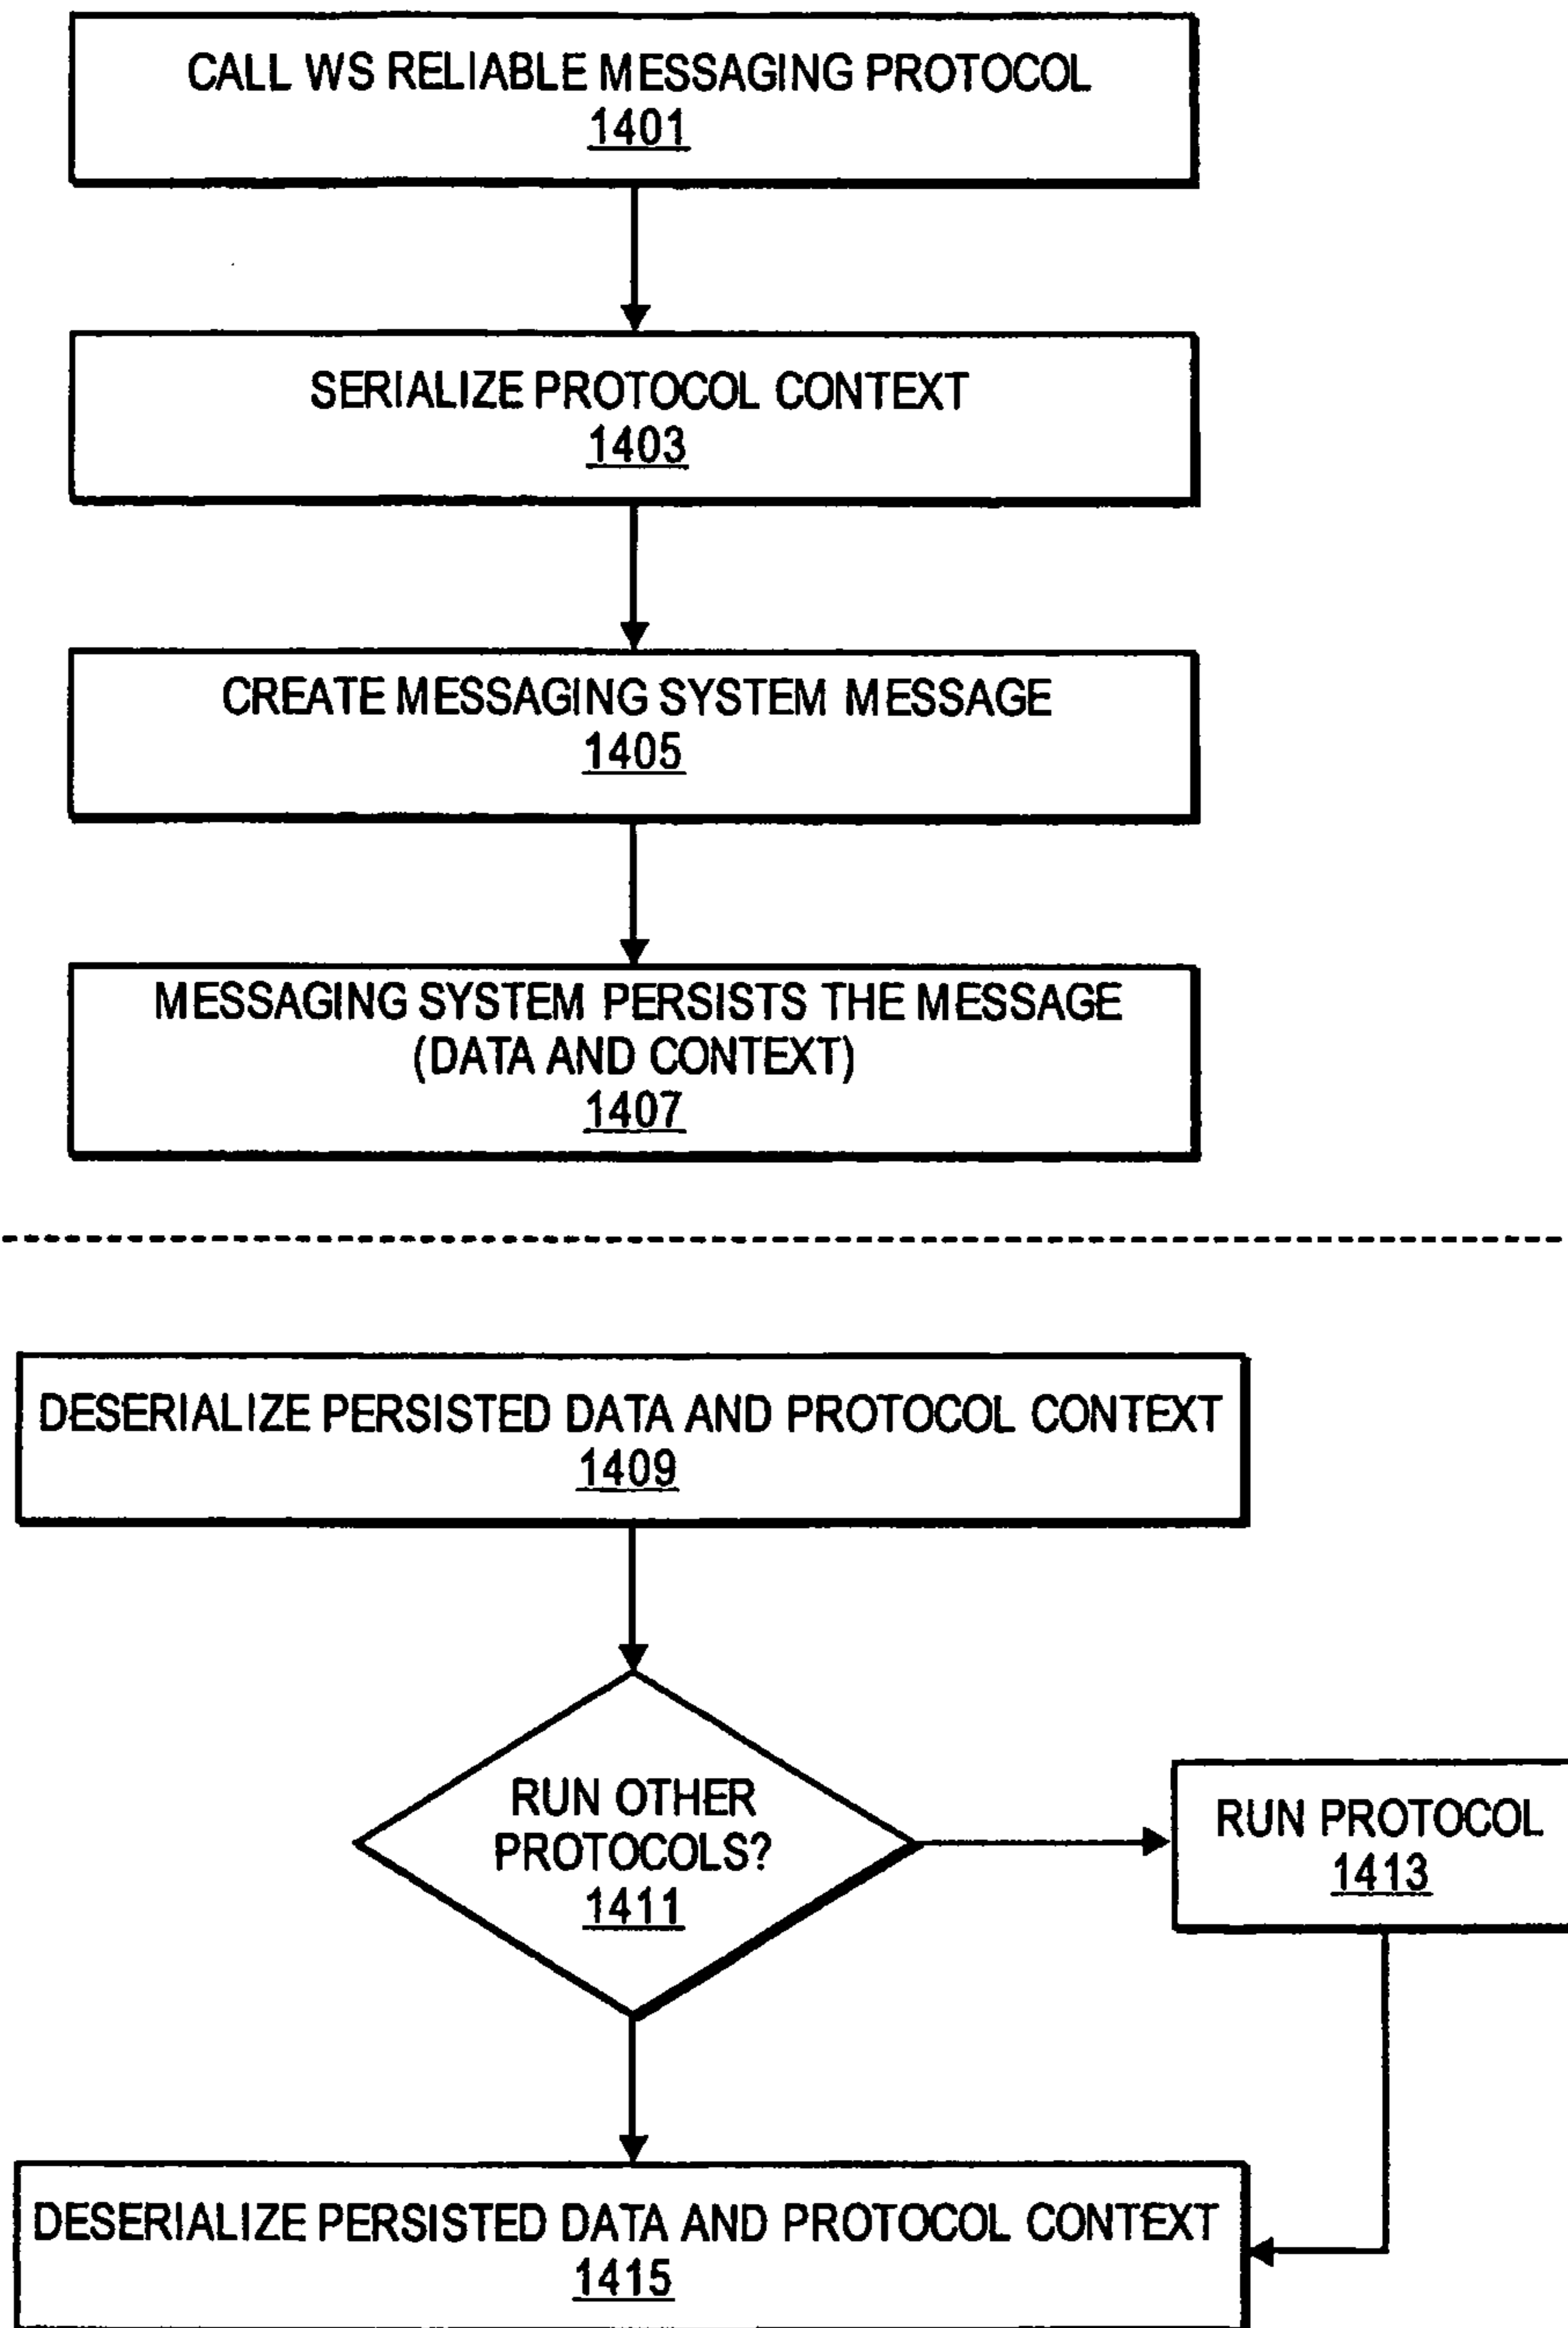 CALL WS RELIABLE MESSAGING PROTOCOL
1401
SERIALIZE PROTOCOL CONTEXT
1403
CREATE MESSAGING SYSTEM MESSAGE
1405
MESSAGING SYSTEM PERSISTS THE MESSAGE
(DATA AND CONTEXT)
1407
DESERIALIZE PERSISTED DATA AND PROTOCOL CONTEXT
1409
RUN OTHER
PROTOCOLS?
1411
RUN PROTOCOL
1413
DESERIALIZE PERSISTED DATA AND PROTOCOL CONTEXT
1415